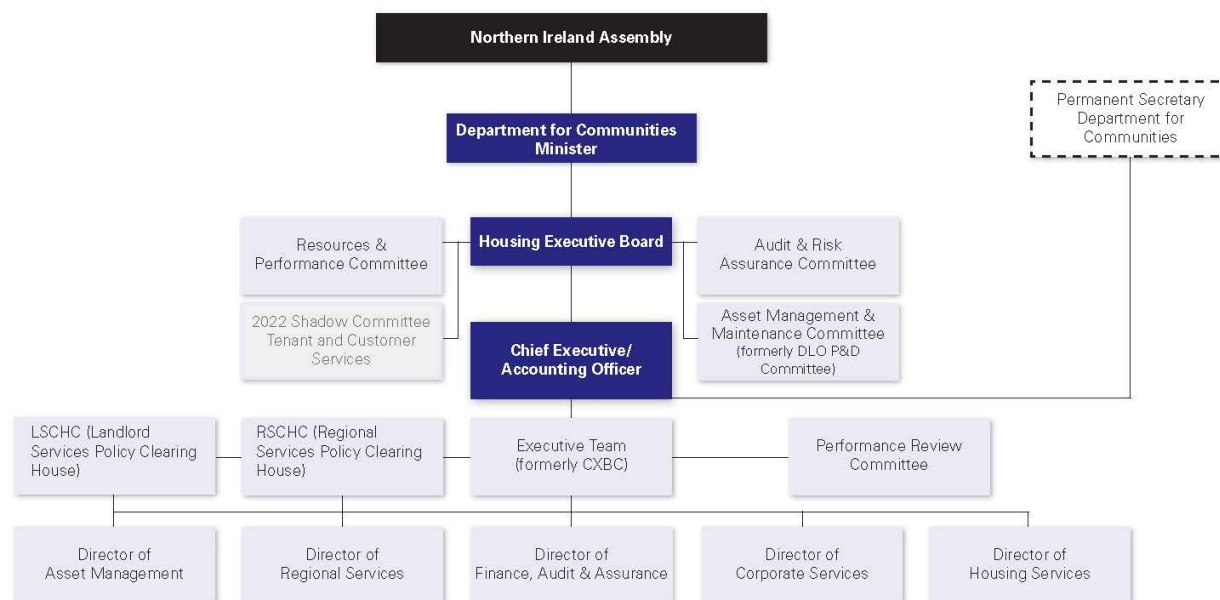 Northern Ireland Assembly
Permanent Secretary
Department for
Communities
Department for Communities
Minister
Resources &
Performance Committee
Housing Executive Board
Audit & Risk
Assurance Committee
2022 Shadow Committee
Tenant and Customer
Services
Chief Executive/
Accounting Officer
Asset Management &
Maintenance Committee
(formerly DLO P&D
Committee)
LSCHC (Landlord
Services Policy Clearing
House)
RSCHC (Regional
Services Policy Clearing
House)
Executive Team
(formerly CXBC)
Performance Review
Committee
Director of
Asset Management
Director of
Regional Services
Director of
Finance, Audit & Assurance
Director of
Corporate Services
Director of
Housing Services